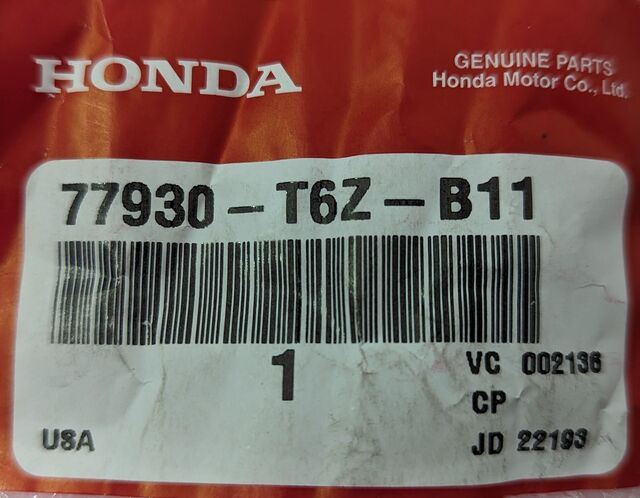 HONDA
GENUINE PARTS
Honda Motor Co., Ltd.
77930-T6Z-B11
1
VC 002136
CP
USA
JD 22193